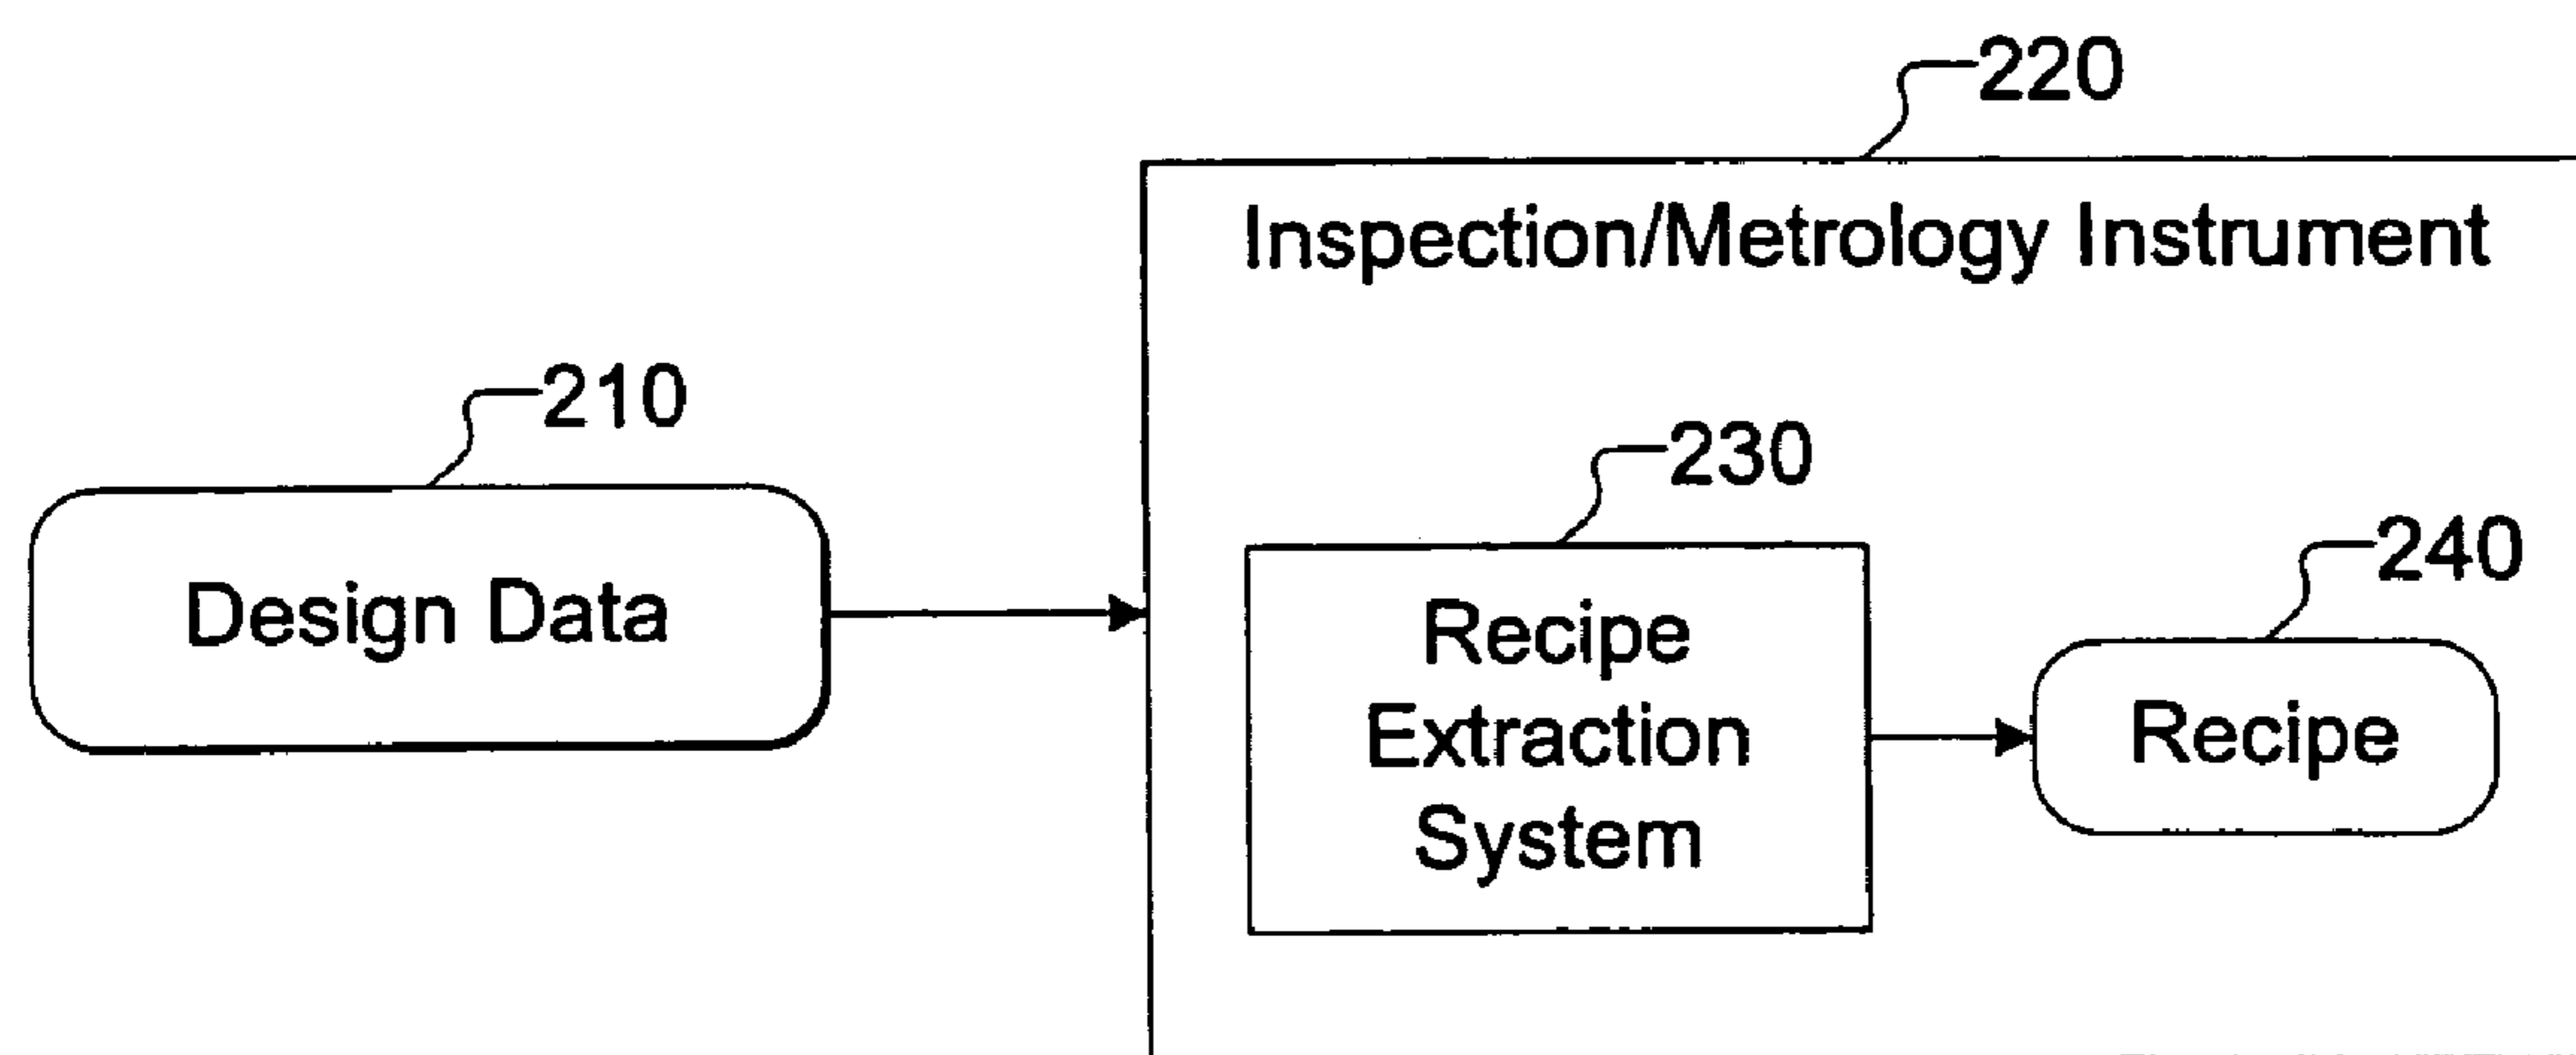 220
Inspection/Metrology Instrument
210
Design Data
230
Recipe
Extraction
System
240
Recipe